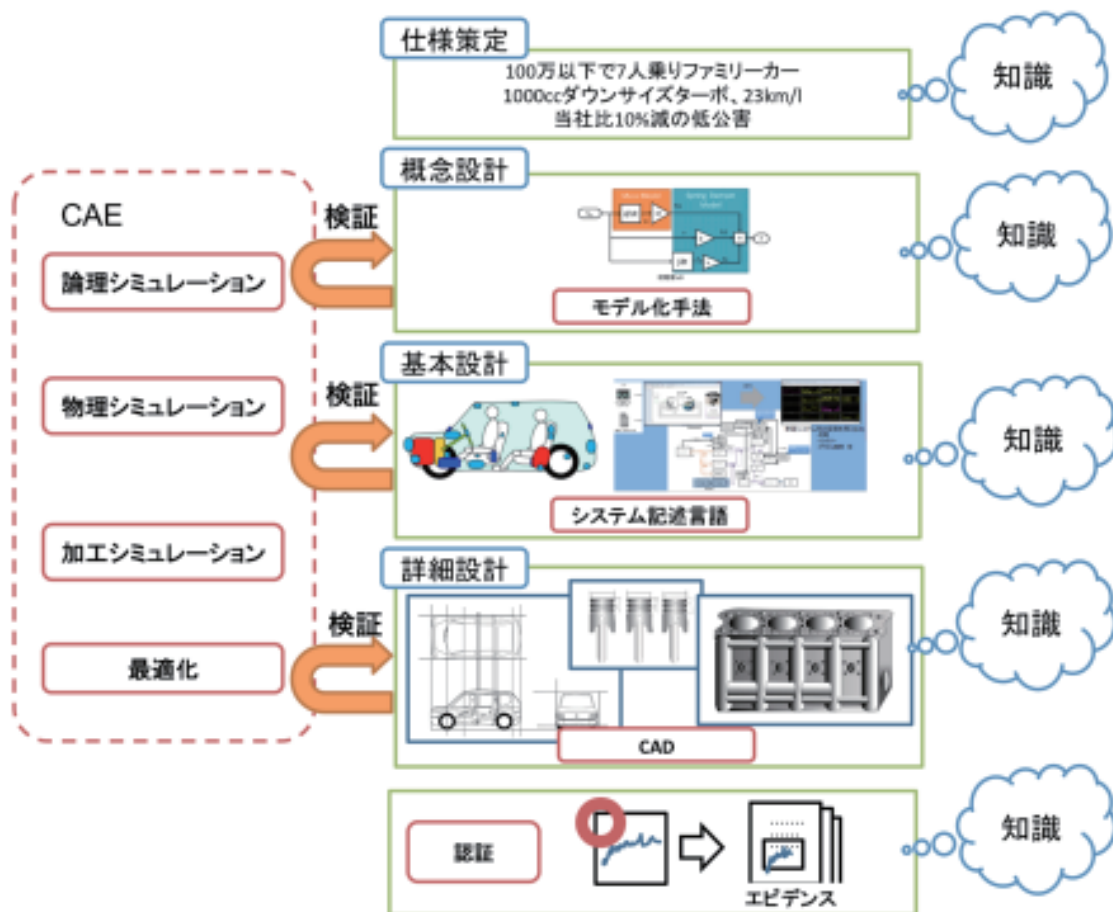 仕様策定
100万以下で7人乗りファミリーカー
1000ccダウンサイズターボ、23km/l
当社比10%減の低公害
知識
CAE
論理シミュレーション
物理シミュレーション
加工シミュレーション
最適化
検証
概念設計
モデル化手法
知識
検証
基本設計
システム記述言語
知識
検証
詳細設計
CAD
知識
認証
エビデンス
知識